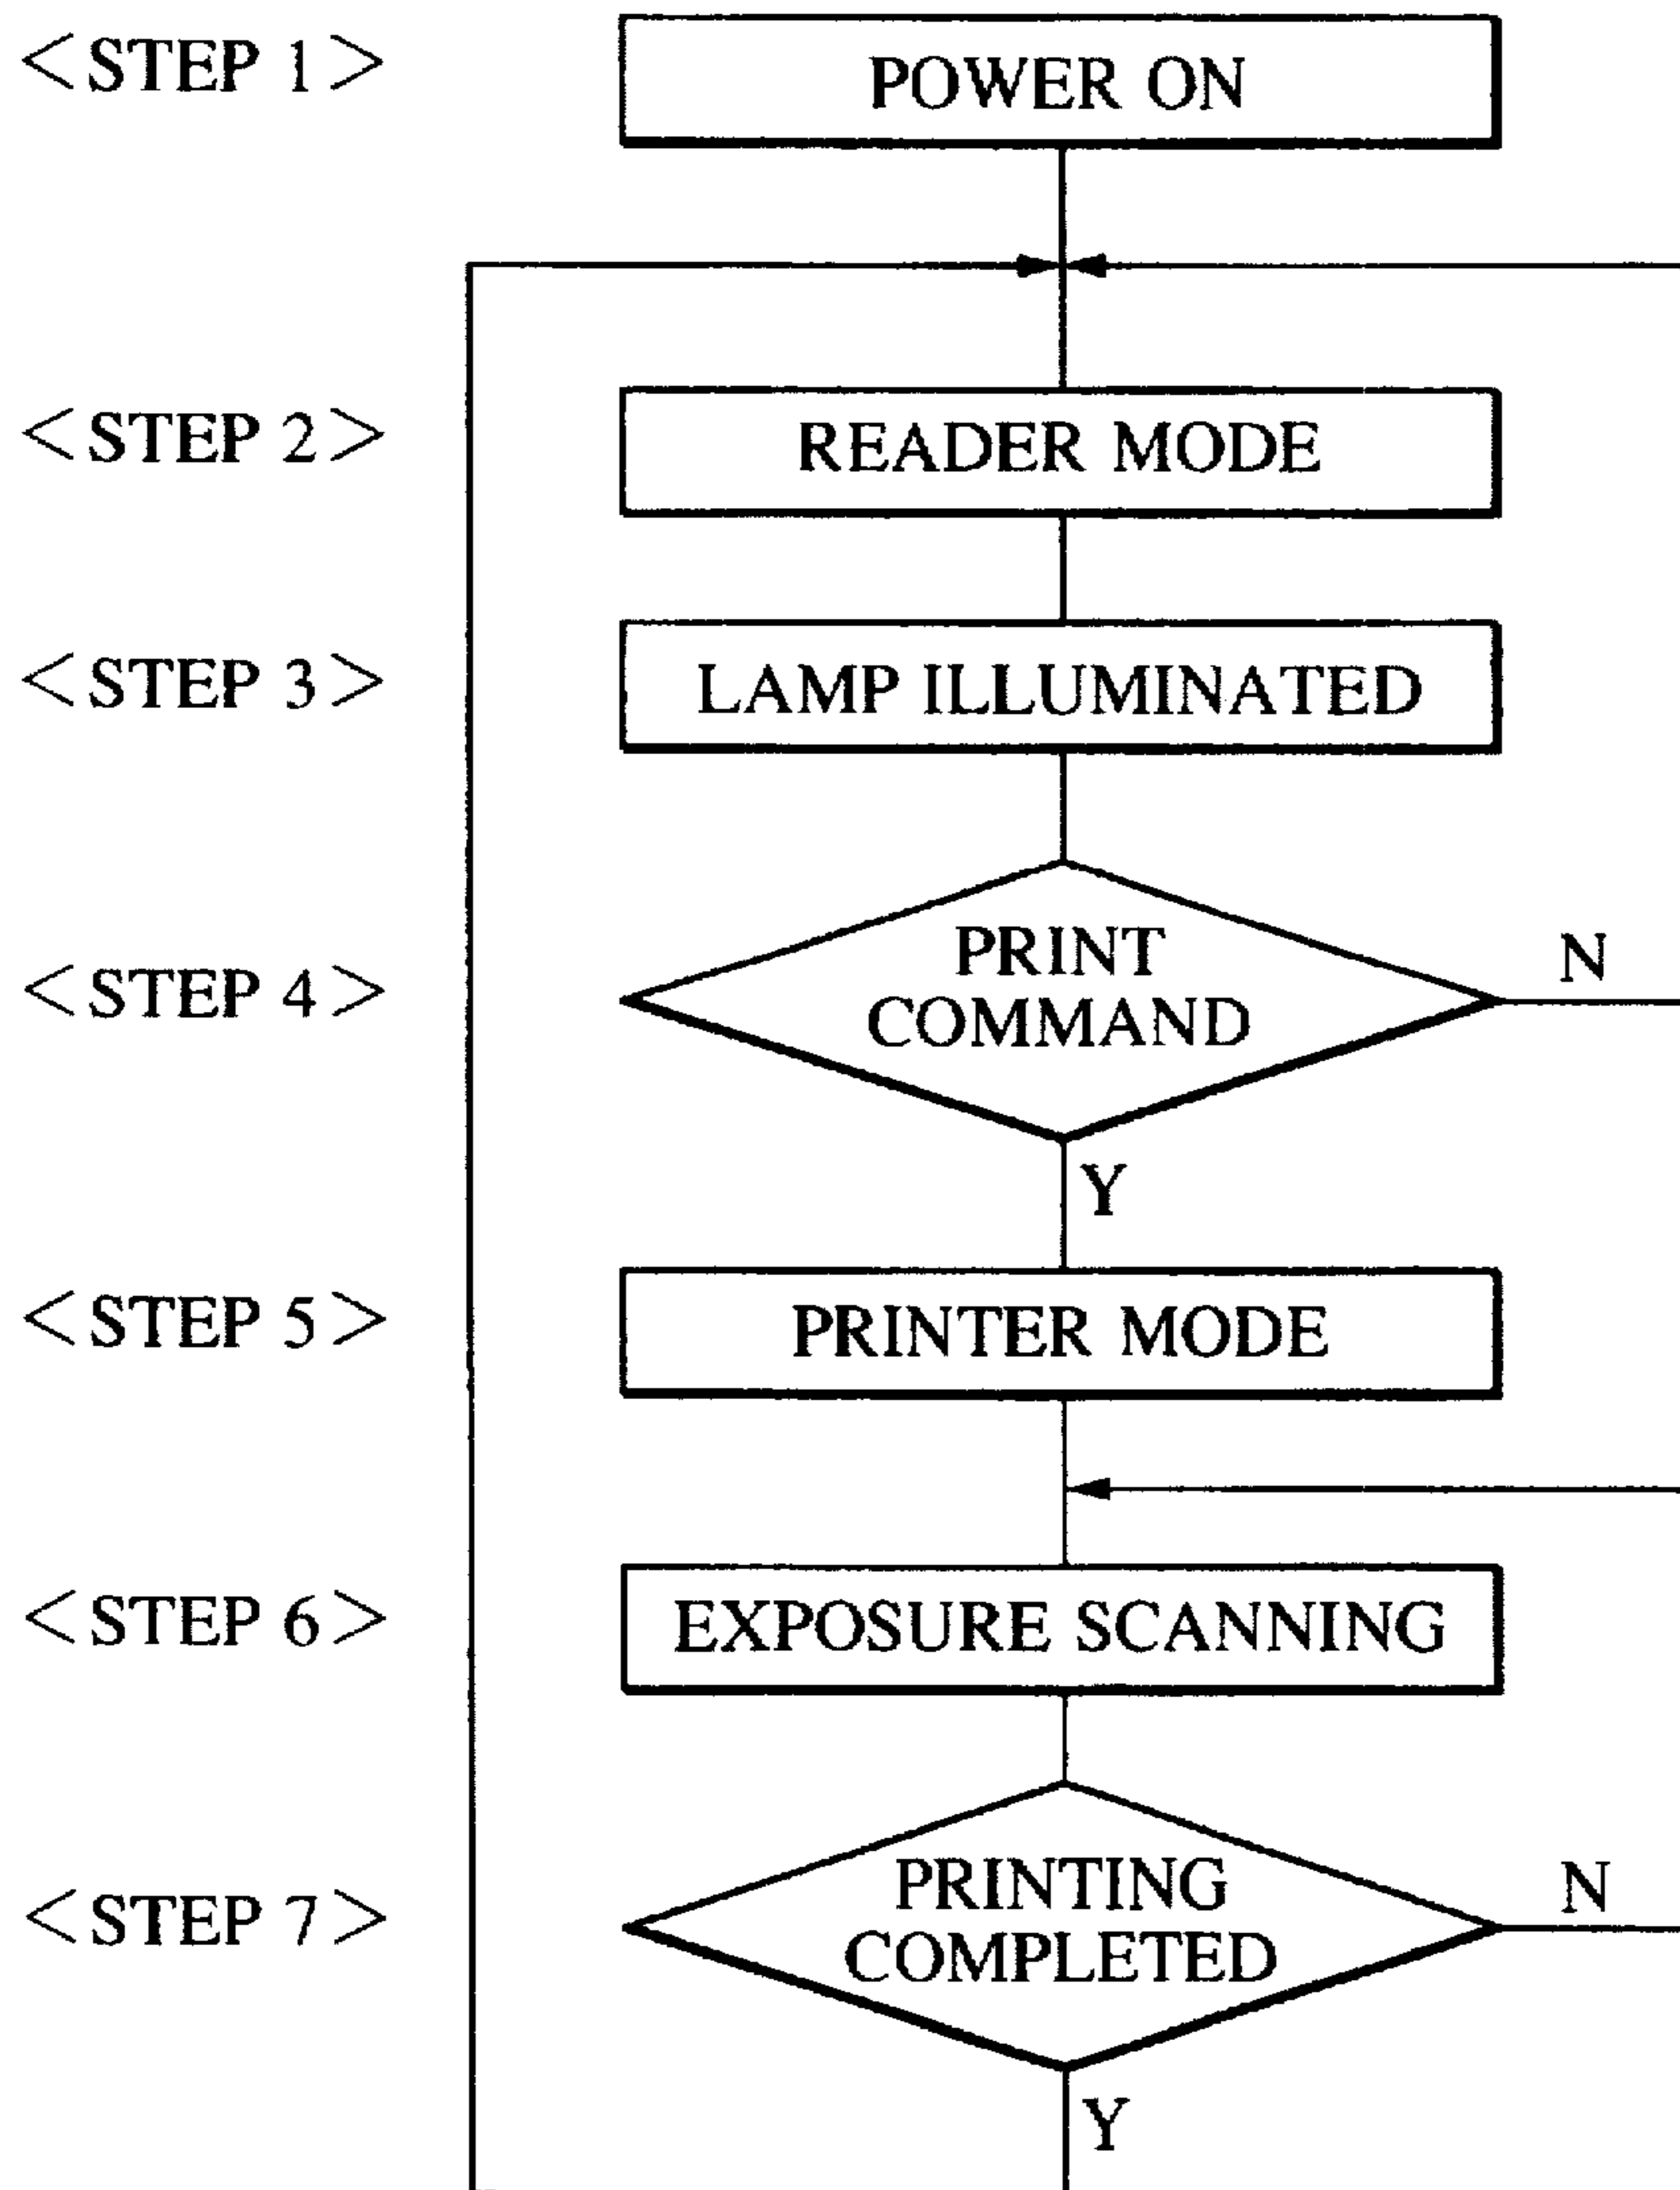 <STEP 1>
POWER ON
<STEP 2>
READER MODE
<STEP 3>
LAMP ILLUMINATED
<STEP 4>
PRINT
COMMAND
N
Y
<STEP 5>
PRINTER MODE
<STEP 6>
EXPOSURE SCANNING
<STEP 7>
PRINTING
COMPLETED
N
Y